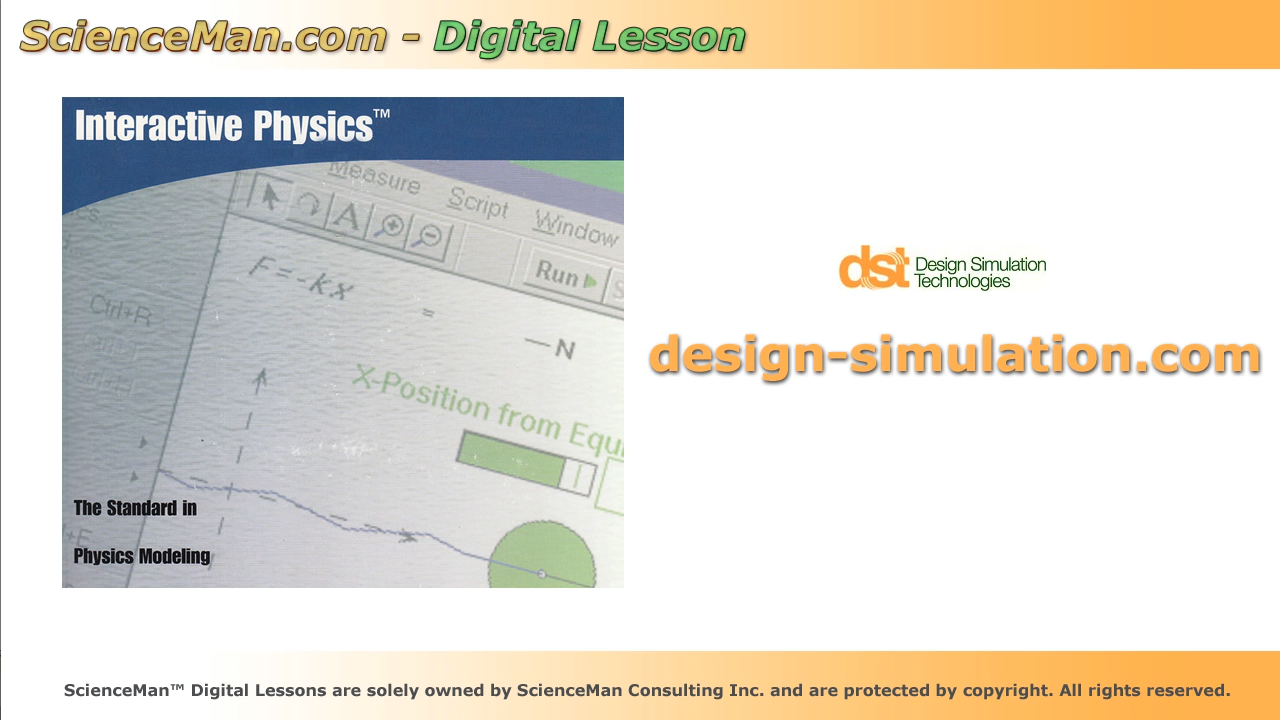 ScienceMan.com - Digital Lesson
Interactive Physics™
Measure Script Window
A
Run
F = -kx
=
— N
Ctrl+R
X-Position from Equ
The Standard in
Physics Modeling
dst Design Simulation
Technologies
design-simulation.com
ScienceMan™ Digital Lessons are solely owned by ScienceMan Consulting Inc. and are protected by copyright. All rights reserved.